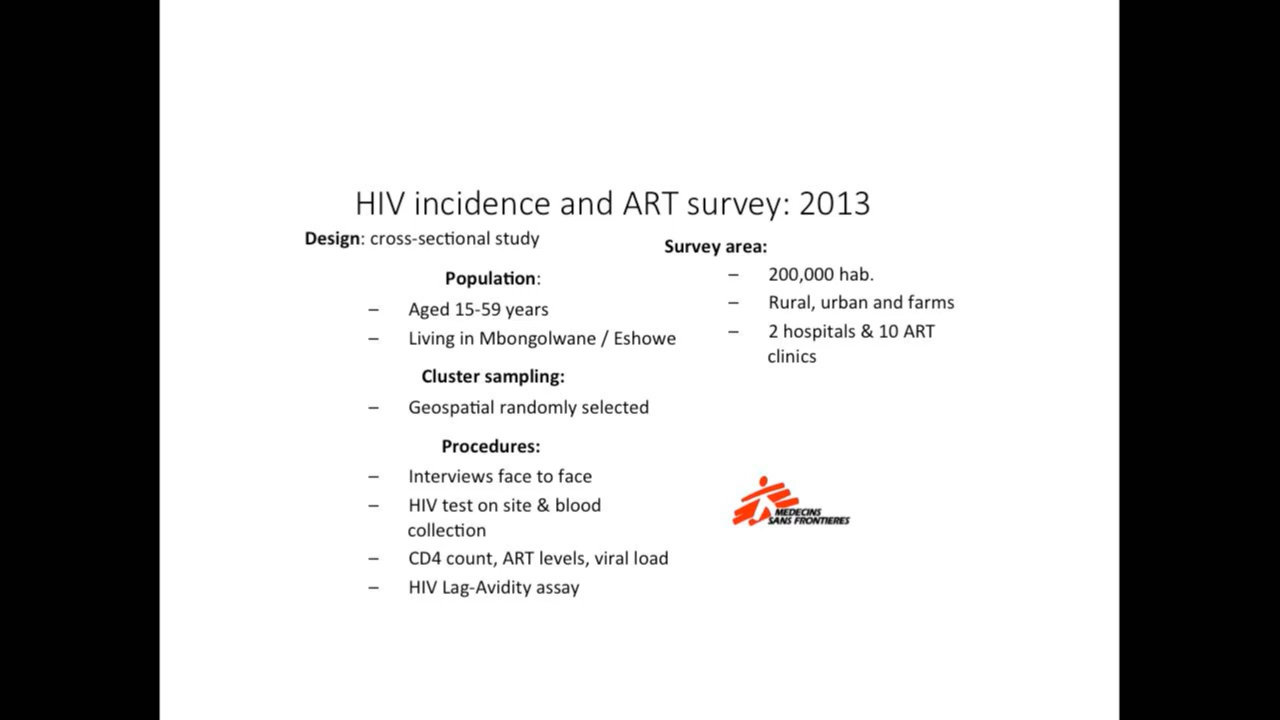 HIV incidence and ART survey: 2013
Design: cross-sectional study
Population:
– Aged 15-59 years
– Living in Mbongolwane / Eshowe
Cluster sampling:
– Geospatial randomly selected
Procedures:
– Interviews face to face
– HIV test on site & blood
collection
– CD4 count, ART levels, viral load
– HIV Lag-Avidity assay
Survey area:
– 200,000 hab.
– Rural, urban and farms
– 2 hospitals & 10 ART
clinics
MEDECINS
SANS FRONTIERES